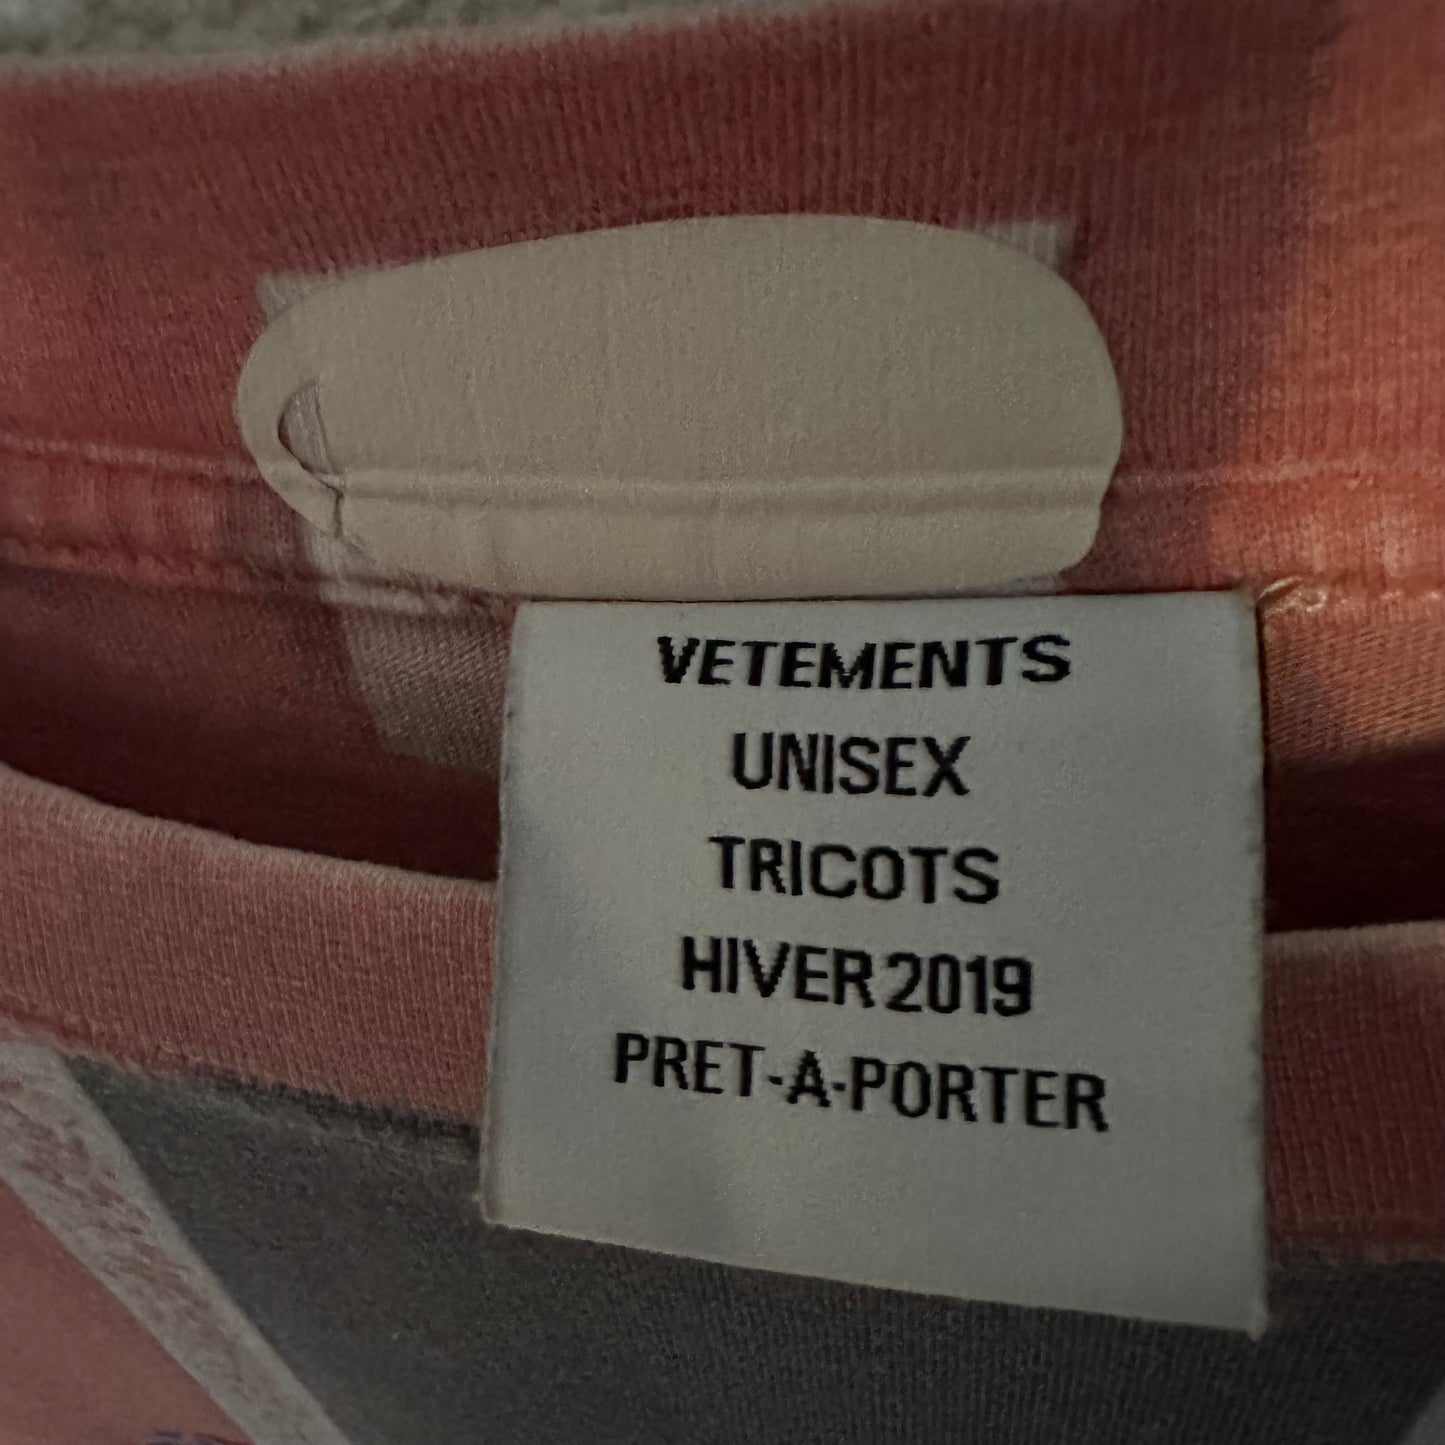 VETEMENTS
UNISEX
TRICOTS
HIVER 2019
PRET-A-PORTER